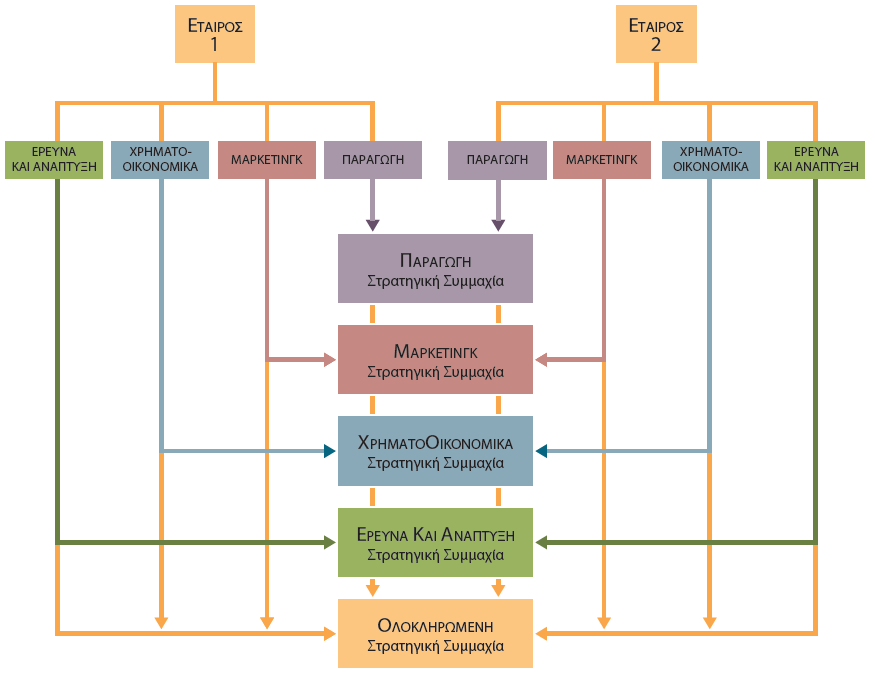 ΕΤΑΙΡΟΣ
1
ΕΤΑΙΡΟΣ
2
ΕΡΕΥΝΑ
ΚΑΙ ΑΝΑΠΤΥΞΗ
ΧΡΗΜΑΤΟ-
ΟΙΚΟΝΟΜΙΚΑ
ΜΑΡΚΕΤΙΝΓΚ
ΠΑΡΑΓΩΓΗ
ΠΑΡΑΓΩΓΗ
ΜΑΡΚΕΤΙΝΓΚ
ΧΡΗΜΑΤΟ-
ΟΙΚΟΝΟΜΙΚΑ
ΕΡΕΥΝΑ
ΚΑΙ ΑΝΑΠΤΥΞΗ
ΠΑΡΑΓΩΓΗ
Στρατηγική Συμμαχία
ΜΑΡΚΕΤΙΝΓΚ
Στρατηγική Συμμαχία
ΧΡΗΜΑΤΟΟΙΚΟΝΟΜΙΚΑ
Στρατηγική Συμμαχία
ΕΡΕΥΝΑ ΚΑΙ ΑΝΑΠΤΥΞΗ
Στρατηγική Συμμαχία
ΟΛΟΚΛΗΡΩΜΕΝΗ
Στρατηγική Συμμαχία